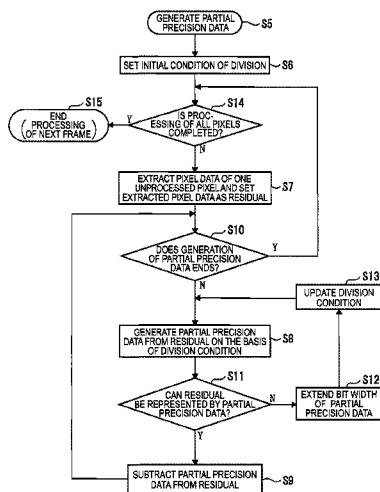 GENERATE PARTIAL
PRECISION DATA
S5
SET INITIAL CONDITION OF DIVISION
S6
S15
END
(PROCESSING
OF NEXT FRAME)
Y
S14
IS PROC-
ESSING OF ALL PIXELS
COMPLETED?
N
EXTRACT PIXEL DATA OF ONE
UNPROCESSED PIXEL AND SET
EXTRACTED PIXEL DATA AS RESIDUAL
S7
S10
DOES GENERATION
OF PARTIAL PRECISION
DATA ENDS?
Y
N
S13
UPDATE DIVISION
CONDITION
GENERATE PARTIAL PRECISION
DATA FROM RESIDUAL ON THE BASIS
OF DIVISION CONDITION
S8
S11
CAN RESIDUAL
BE REPRESENTED BY PARTIAL
PRECISION DATA?
N
S12
EXTEND BIT WIDTH
OF PARTIAL
PRECISION DATA
Y
SUBTRACT PARTIAL PRECISION
DATA FROM RESIDUAL
S9